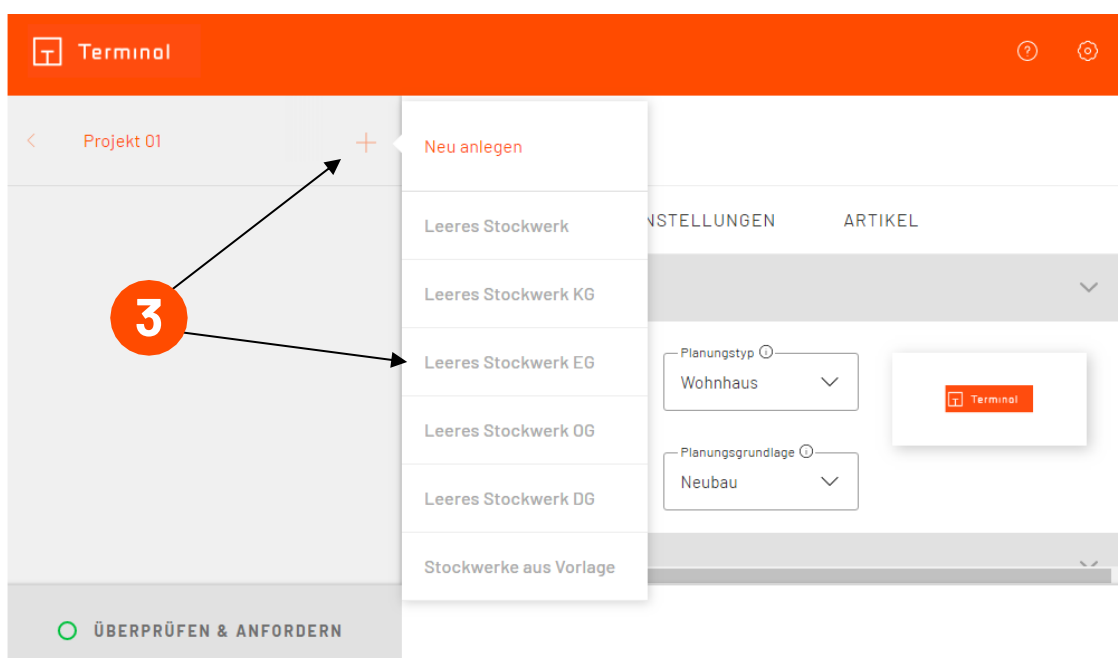 Terminal
Projekt 01
Neu anlegen
Leeres Stockwerk
Leeres Stockwerk KG
Leeres Stockwerk EG
Leeres Stockwerk OG
Leeres Stockwerk DG
Stockwerke aus Vorlage
NSTELLUNGEN ARTIKEL
3
Planungstyp
Wohnhaus
Terminal
Planungsgrundlage
Neubau
ÜBERPRÜFEN & ANFORDERN